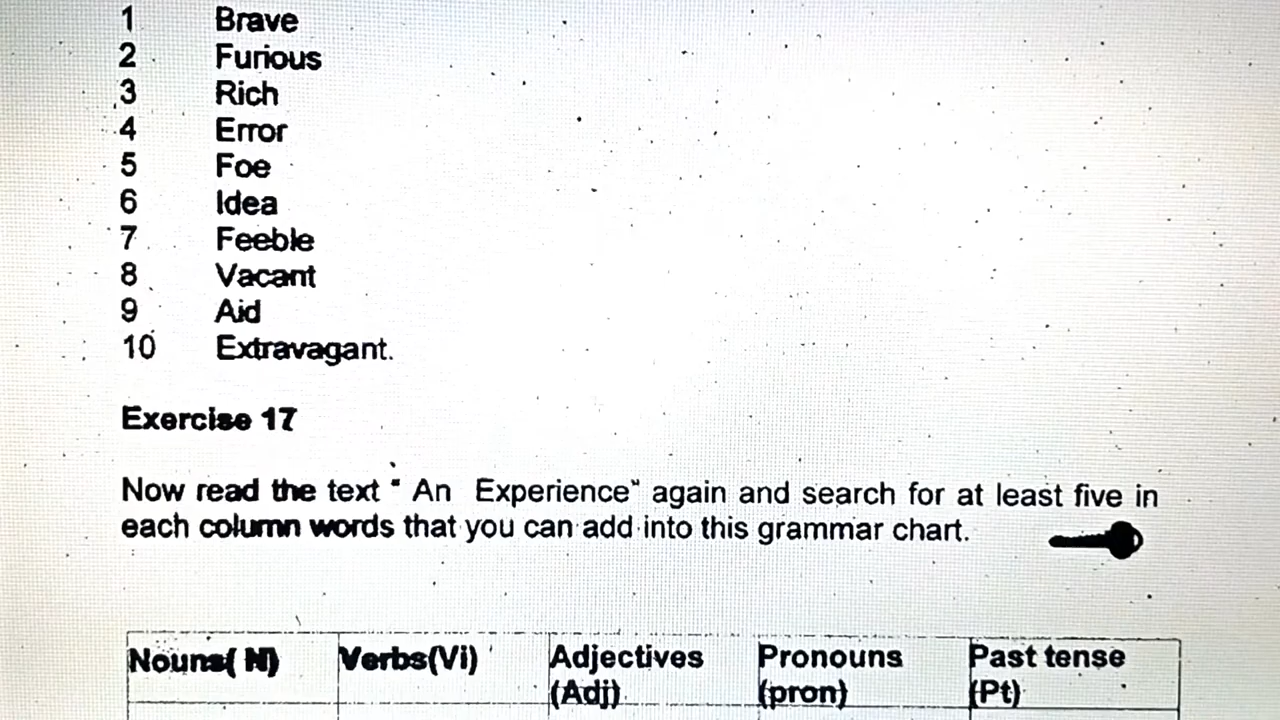 1 Brave
2 Furious
3 Rich
4 Error
5 Foe
6 Idea
7 Feeble
8 Vacant
9 Aid
10 Extravagant.
Exercise 17
Now read the text " An Experience" again and search for at least five in
each column words that you can add into this grammar chart.
Nouns( N) Verbs(Vi) Adjectives (Adj) Pronouns (pron) Past tense (Pt)